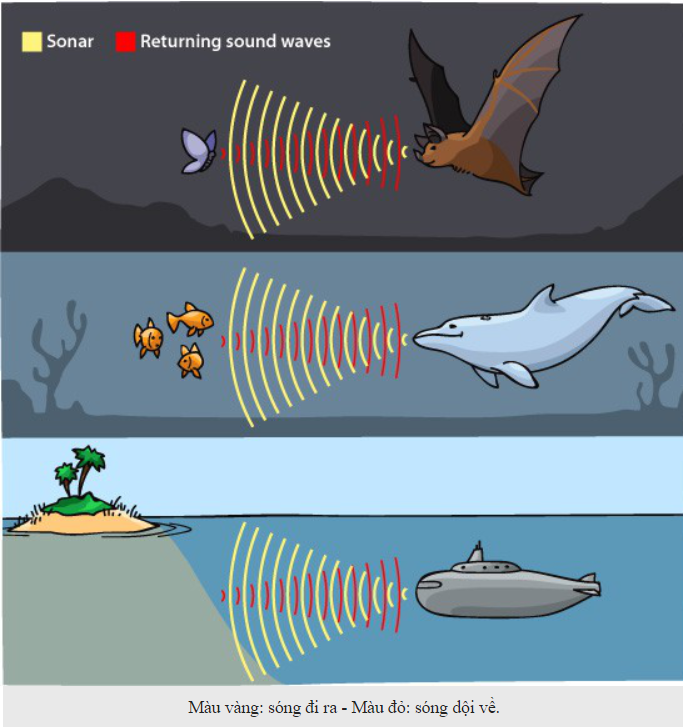 Sonar
Returning sound waves
Màu vàng: sóng đi ra - Màu đỏ: sóng dội về.